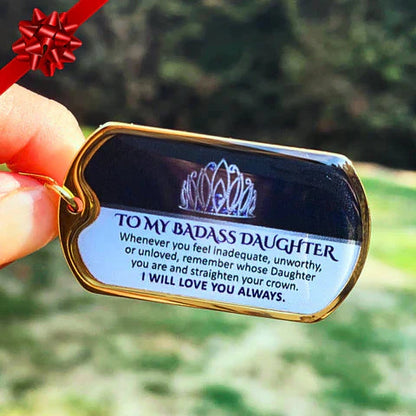 TO MY BADASS DAUGHTER
Whenever you feel inadequate, unworthy,
or unloved, remember whose Daughter
you are and straighten your crown.
I WILL LOVE YOU ALWAYS.